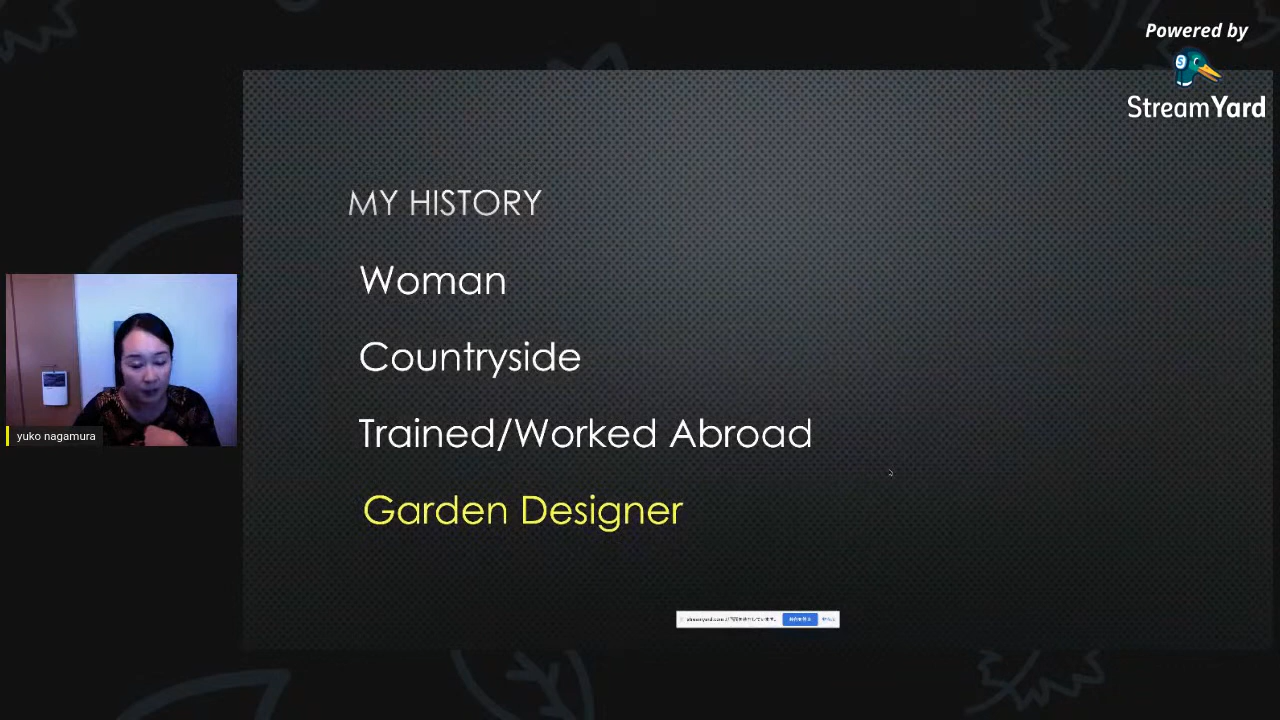 Powered by
StreamYard
MY HISTORY
Woman
Countryside
Trained/Worked Abroad
Garden Designer
yuko nagamura